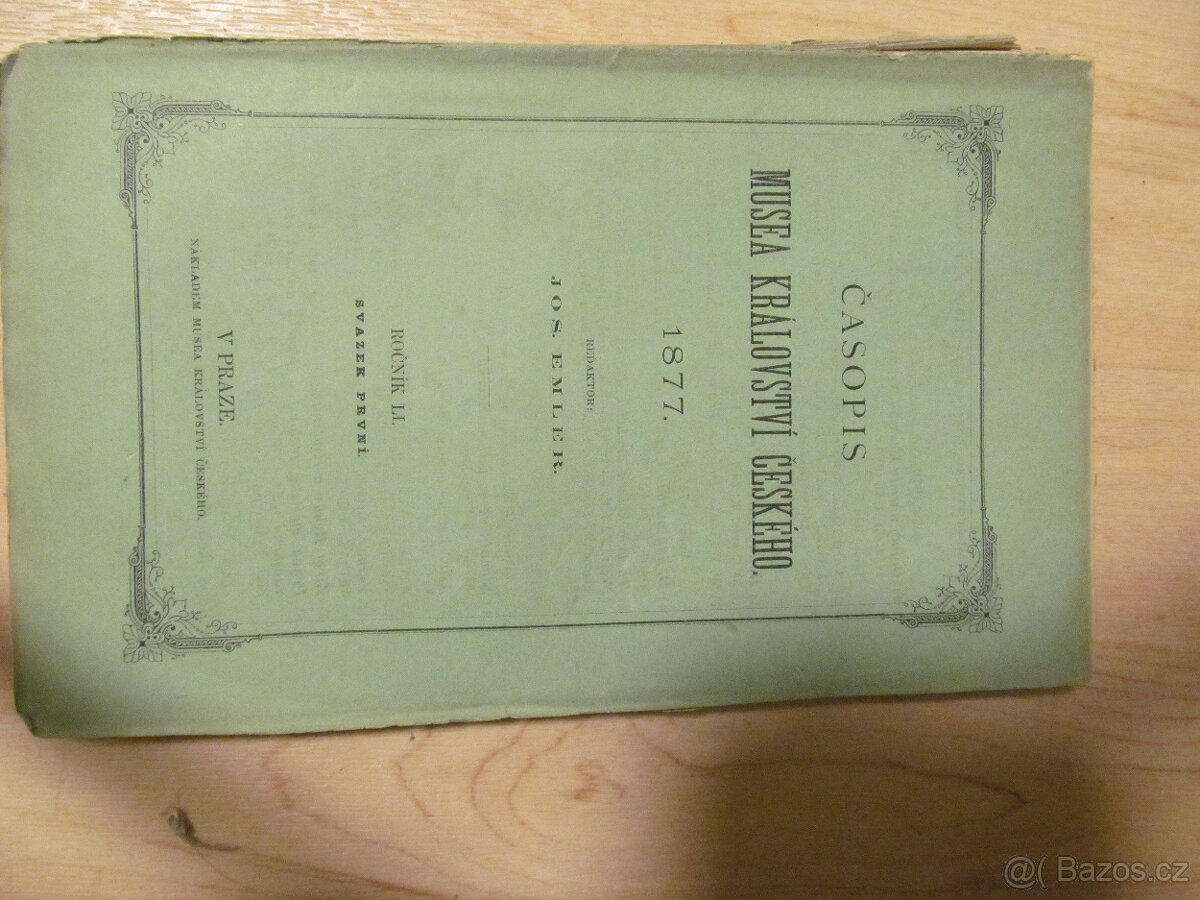 ČASOPIS
MUSEA KRÁLOVSTVÍ ČESKÉHO.
1877.
REDAKTOR:
JOS. EMLER.
ROČNÍK LI.
SVAZEK PRVNÍ.
V PRAZE.
NÁKLADEM MUSEA KRÁLOVSTVÍ ČESKÉHO.
@( Bazos.cz